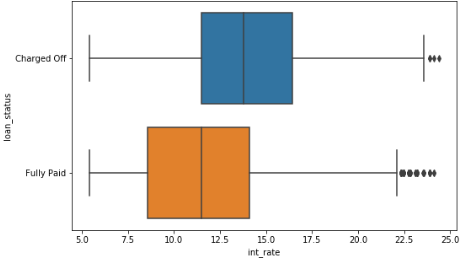 Charged Off
loan_status
Fully Paid
5.0 7.5 10.0 12.5 15.0 17.5 20.0 22.5 25.0
int_rate